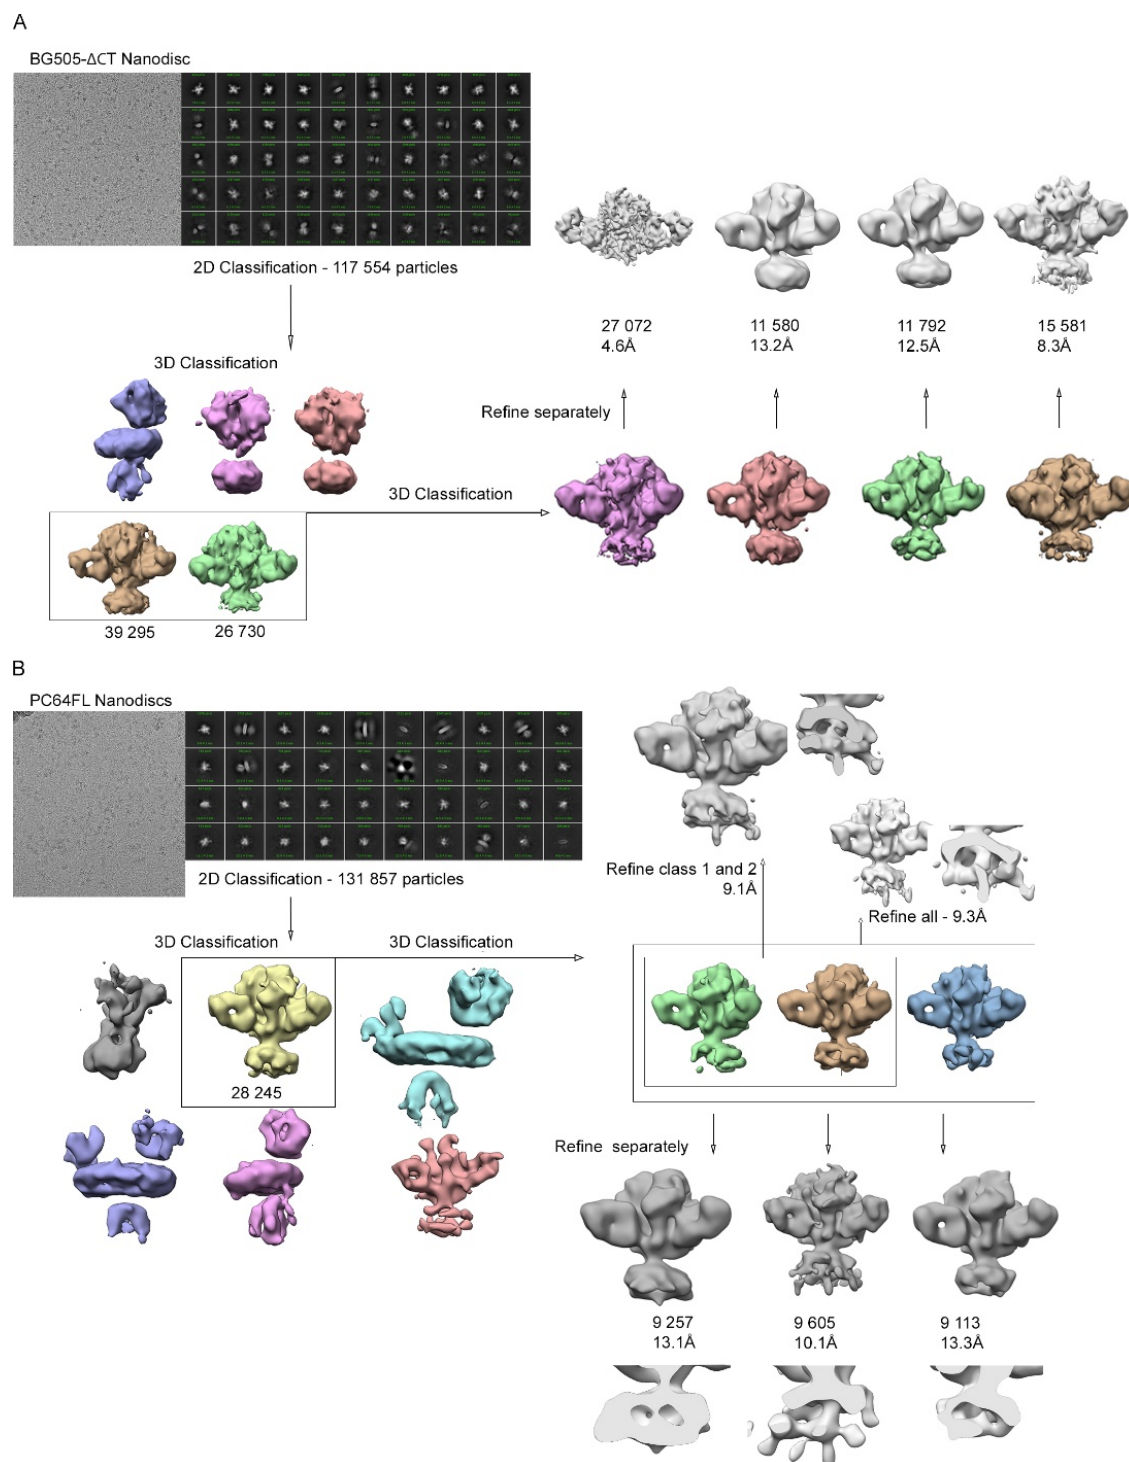 A
BG505-ΔCT Nanodisc
2D Classification - 117 554 particles
3D Classification
27 072
4.6Å
11 580
13.2Å
11 792
12.5Å
15 581
8.3Å
Refine separately
3D Classification
39 295
26 730
B
PC64FL Nanodiscs
2D Classification - 131 857 particles
Refine class 1 and 2
9.1Å
Refine all - 9.3Å
3D Classification
3D Classification
28 245
Refine separately
9 257
13.1Å
9 605
10.1Å
9 113
13.3Å